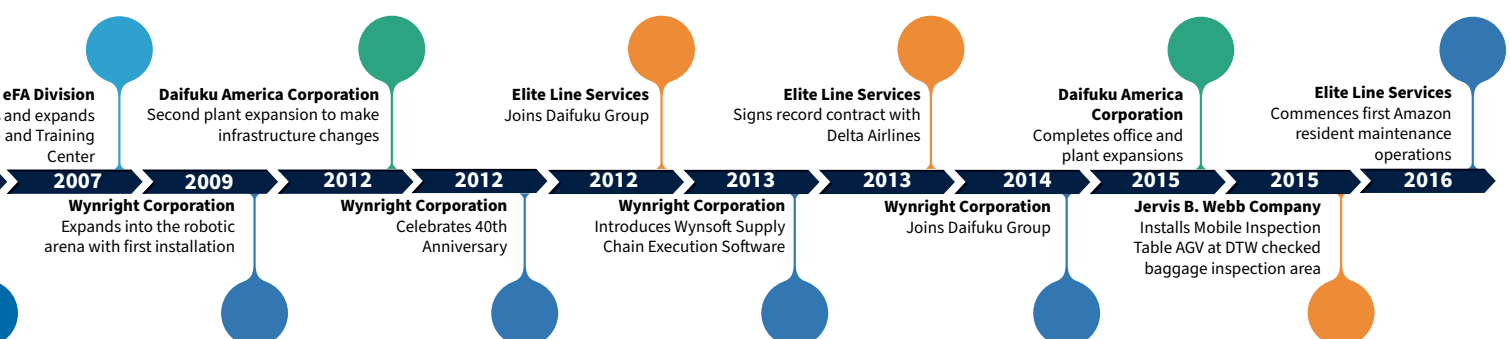 eFA Division
and expands
and Training
Center
Daifuku America Corporation
Second plant expansion to make
infrastructure changes
Elite Line Services
Joins Daifuku Group
Elite Line Services
Signs record contract with
Delta Airlines
Daifuku America
Corporation
Completes office and
plant expansions
Elite Line Services
Commences first Amazon
resident maintenance
operations
2007
2009
2012
2012
2012
2013
2013
2014
2015
2015
2016
Wynright Corporation
Expands into the robotic
arena with first installation
Wynright Corporation
Celebrates 40th
Anniversary
Wynright Corporation
Introduces Wynsoft Supply
Chain Execution Software
Wynright Corporation
Joins Daifuku Group
Jervis B. Webb Company
Installs Mobile Inspection
Table AGV at DTW checked
baggage inspection area